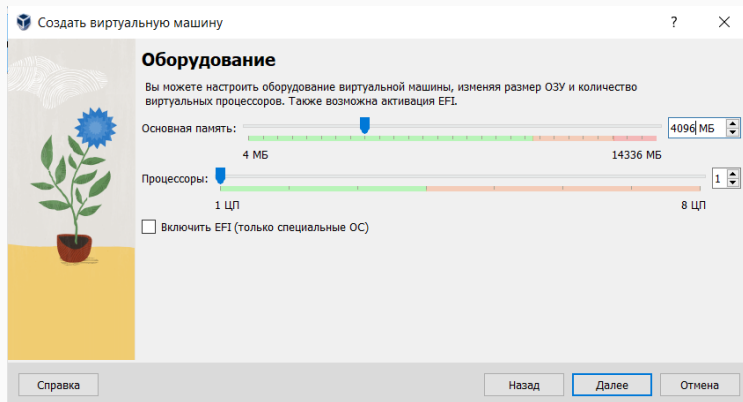 Создать виртуальную машину
?
Оборудование
Вы можете настроить оборудование виртуальной машины, изменяя размер ОЗУ и количество
виртуальных процессоров. Также возможна активация EFI.
Основная память:
4096 МБ
4 МБ
14336 МБ
Процессоры:
1
1 ЦП
8 ЦП
Включить EFI (только специальные ОС)
Справка
Назад
Далее
Отмена